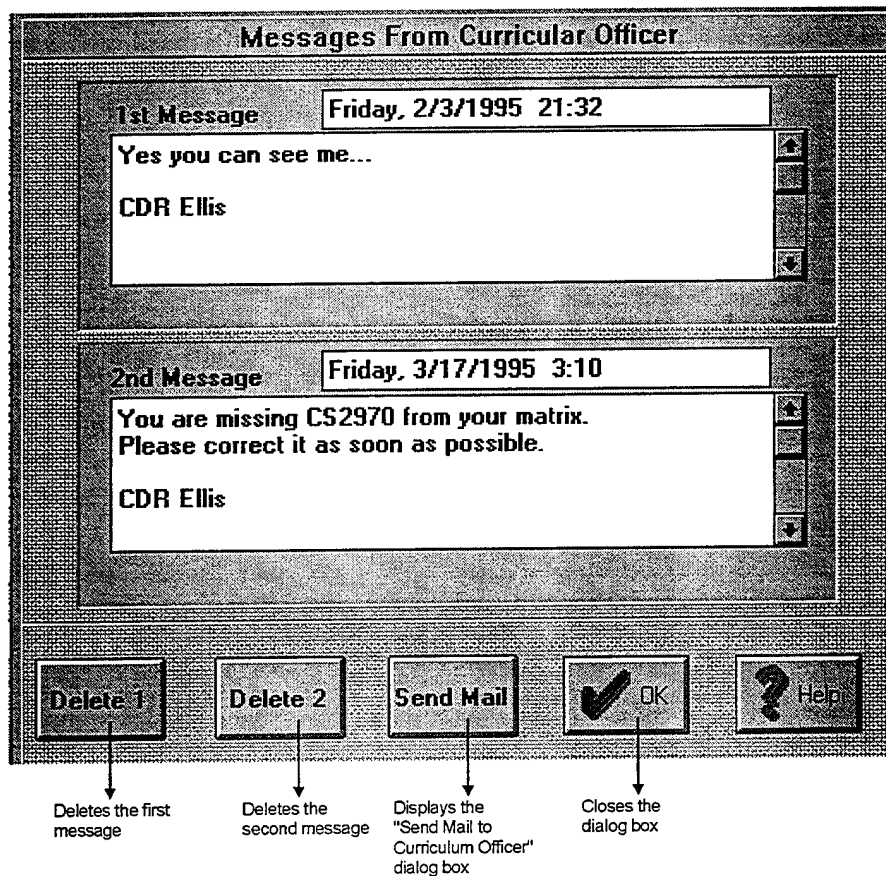 Messages From Curricular Officer
1st Message
Friday, 2/3/1995 21:32
Yes you can see me...
CDR Ellis
2nd Message
Friday, 3/17/1995 3:10
You are missing CS2970 from your matrix.
Please correct it as soon as possible.
CDR Ellis
Delete 1
Delete 2
Send Mail
OK
Help
Deletes the first
message
Deletes the
second message
Displays the
"Send Mail to
Curriculum Officer"
dialog box
Closes the
dialog box